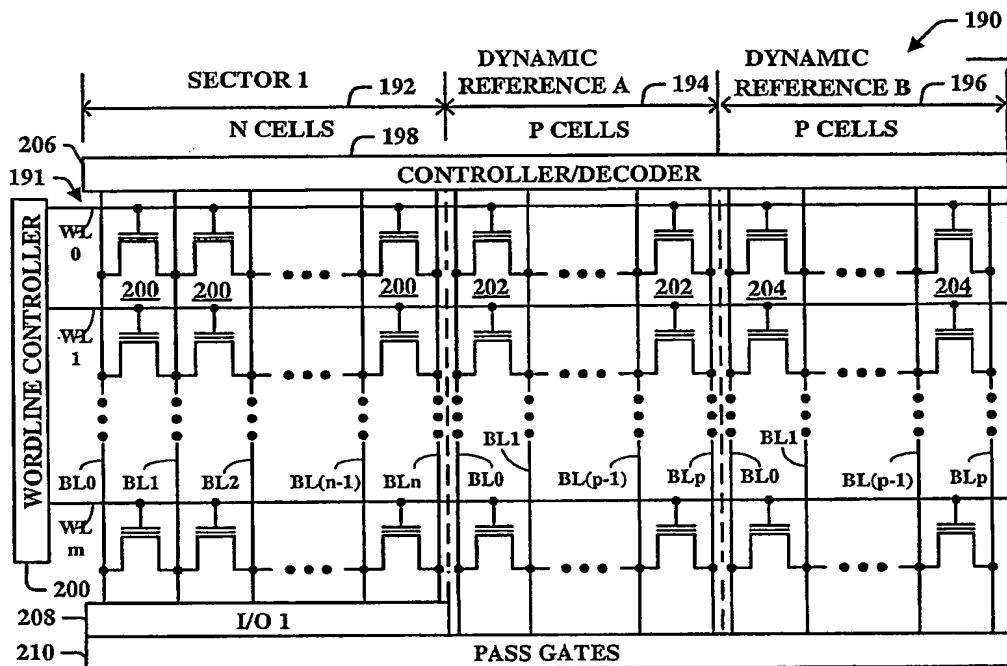 190
SECTOR 1
DYNAMIC REFERENCE A
DYNAMIC REFERENCE B
192
194
196
N CELLS
P CELLS
P CELLS
198
206
CONTROLLER/DECODER
191
WORDLINE CONTROLLER
WL 0
200 200 200 202 202 204 204
WL 1
BL0 BL1 BL2 BL(n-1) BLn BL0 BL1 BL(p-1) BLp BL0 BL1 BL(p-1) BLp
WL m
200
208
I/O 1
210
PASS GATES